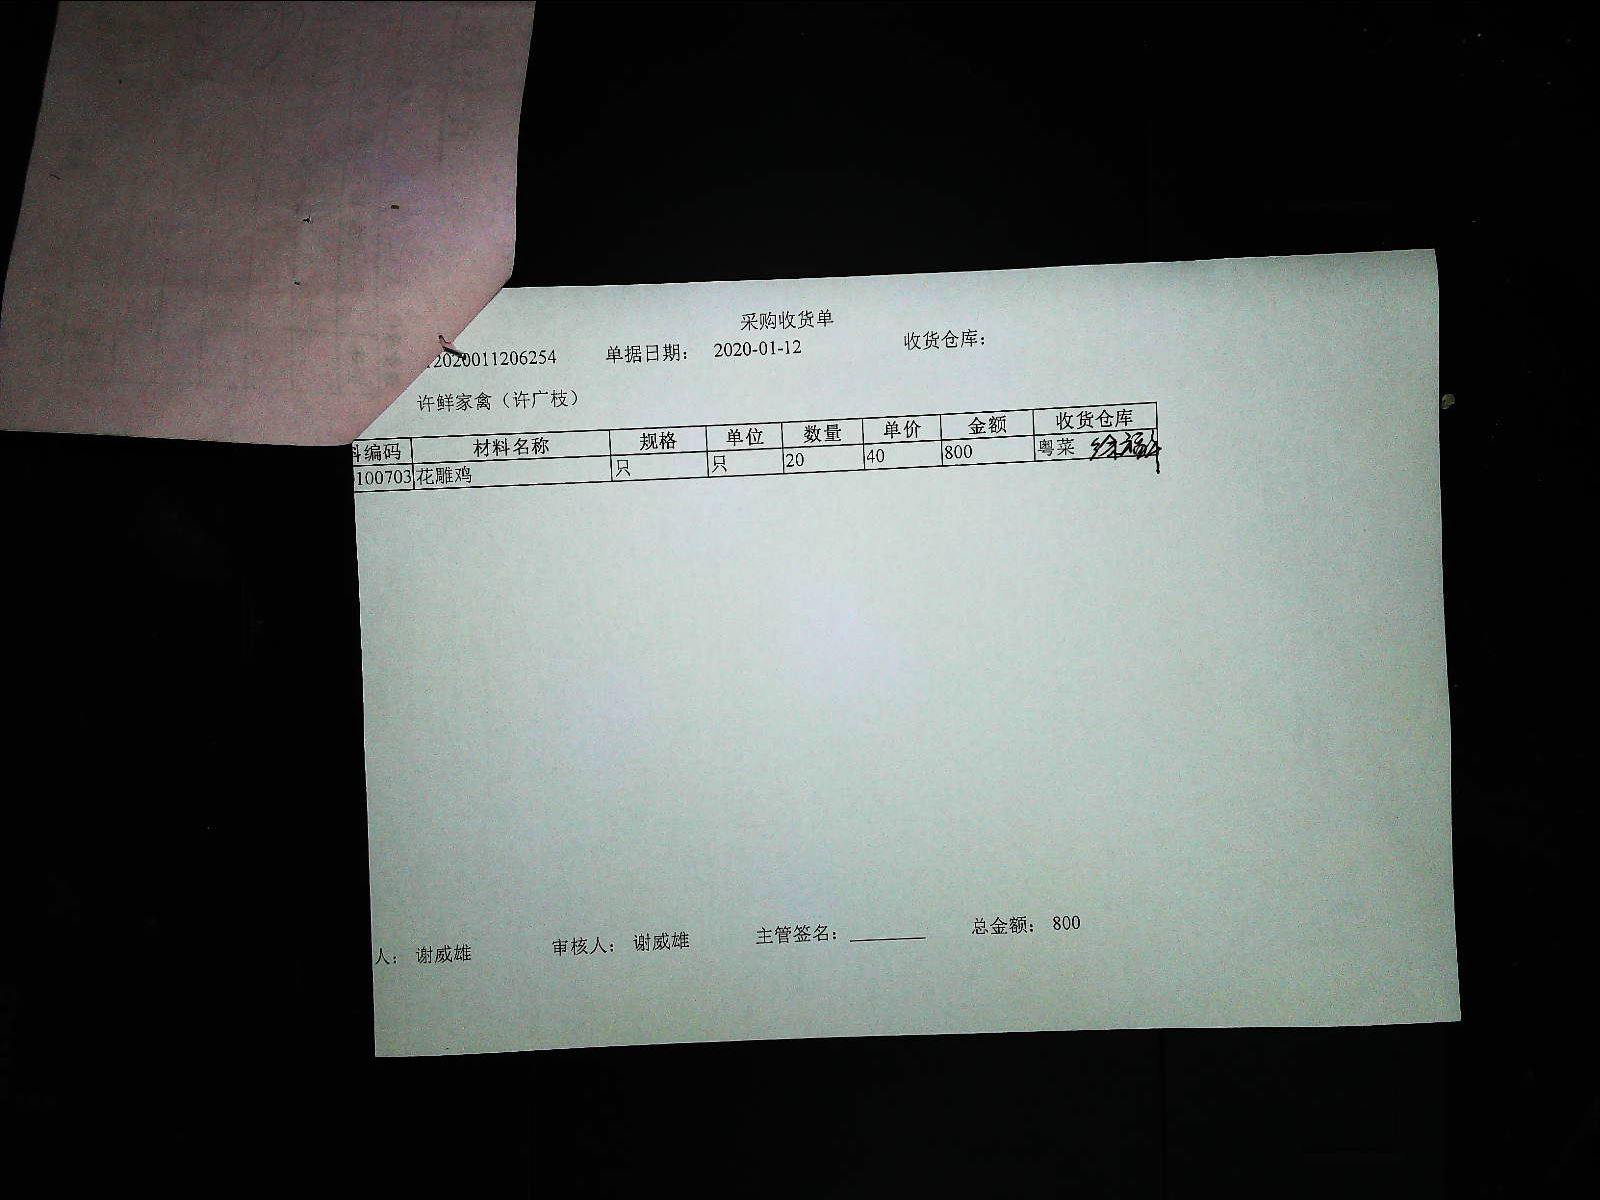 采购收货单
2020011206254 单据日期： 2020-01-12 收货仓库：
许鲜家禽（许广枝）
编码 材料名称 规格 单位 数量 单价 金额 收货仓库
100703 花雕鸡 只 只 20 40 800 粤菜
人： 谢威雄 审核人： 谢威雄 主管签名： 总金额： 800